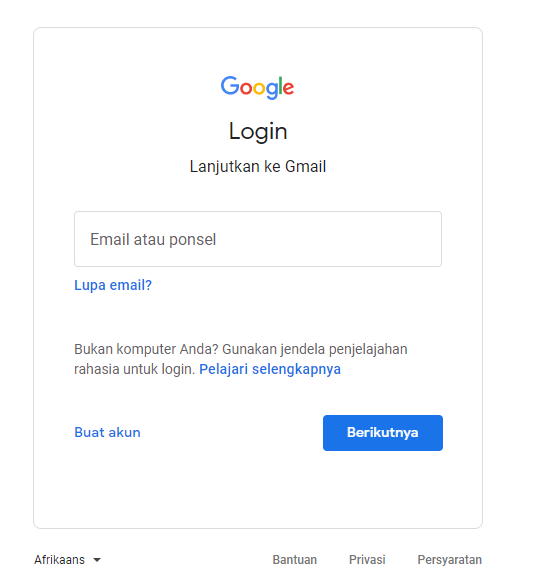 Google
Login
Lanjutkan ke Gmail
Email atau ponsel
Lupa email?
Bukan komputer Anda? Gunakan jendela penjelajahan
rahasia untuk login. Pelajari selengkapnya
Buat akun
Berikutnya
Afrikaans
Bantuan
Privasi
Persyaratan